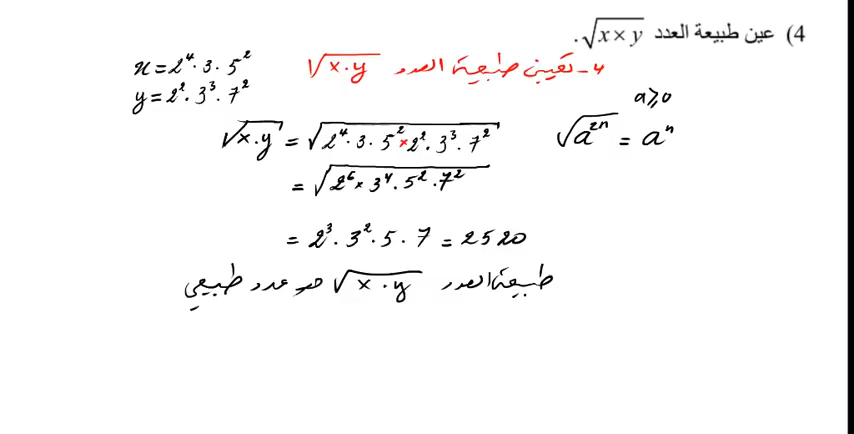 4) عين طبيعة العدد √(x × y) .
4- تعيين طبيعة العدد √(x·y)
x = 2⁴ · 3 · 5²
y = 2² · 3³ · 7²
a ≥ 0
√(x·y) = √(2⁴ · 3 · 5² × 2² · 3³ · 7²)
√(a²ⁿ) = aⁿ
= √(2⁶ × 3⁴ · 5² · 7²)
= 2³ · 3² · 5 · 7 = 2520
طبيعة العدد √(x·y) هو عدد طبيعي